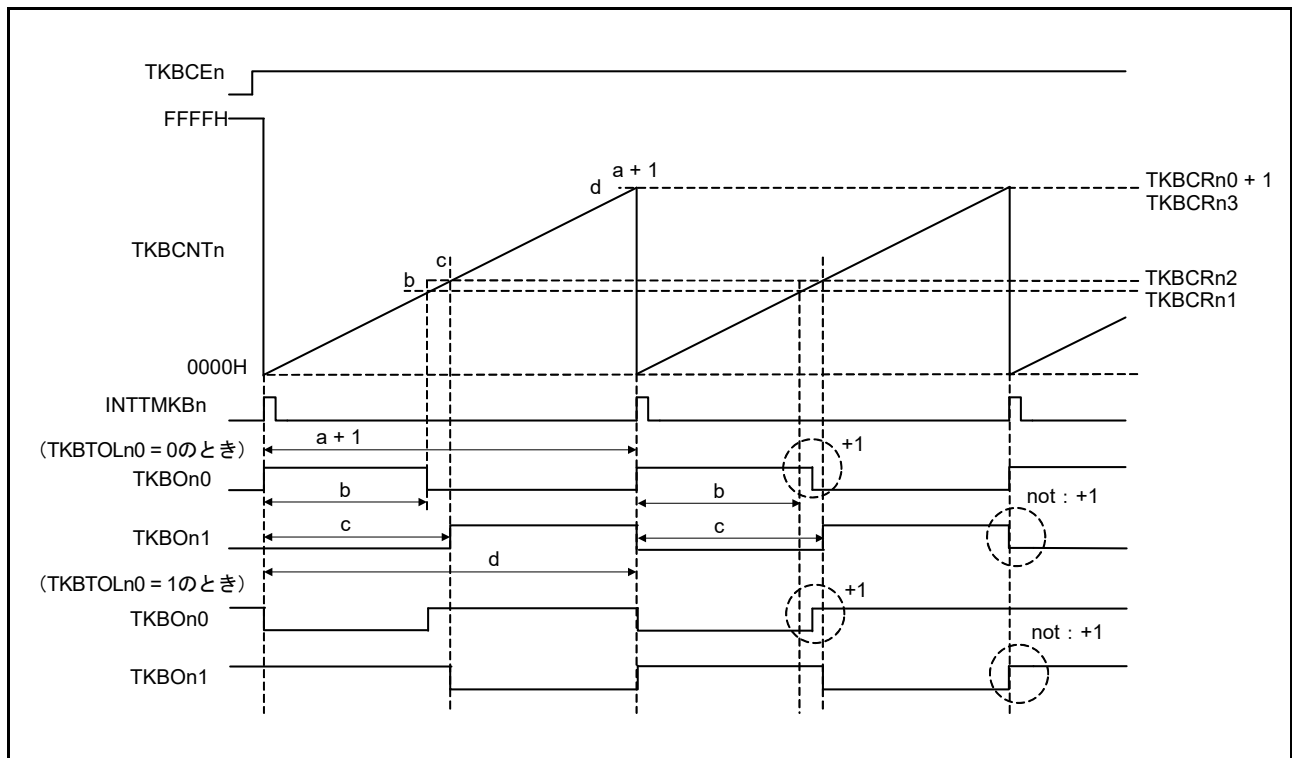 TKBCEn
FFFFH
a + 1
d
TKBCRn0 + 1
TKBCRn3
TKBCNTn
c
b
TKBCRn2
TKBCRn1
0000H
INTTMKBn
（TKBTOLn0 = 0のとき）
a + 1
+1
TKBOn0
b
b
not : +1
c
c
TKBOn1
d
（TKBTOLn0 = 1のとき）
+1
TKBOn0
not : +1
TKBOn1